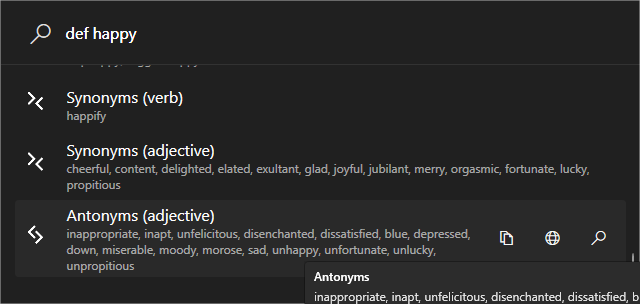 def happy
Synonyms (verb)
happify
Synonyms (adjective)
cheerful, content, delighted, elated, exultant, glad, joyful, jubilant, merry, orgasmic, fortunate, lucky,
propitious
Antonyms (adjective)
inappropriate, inapt, unfelicitous, disenchanted, dissatisfied, blue, depressed,
down, miserable, moody, morose, sad, unhappy, unfortunate, unlucky,
unpropitious
Antonyms
inappropriate, inapt, unfelicitous, disenchanted, dissatisfied, b